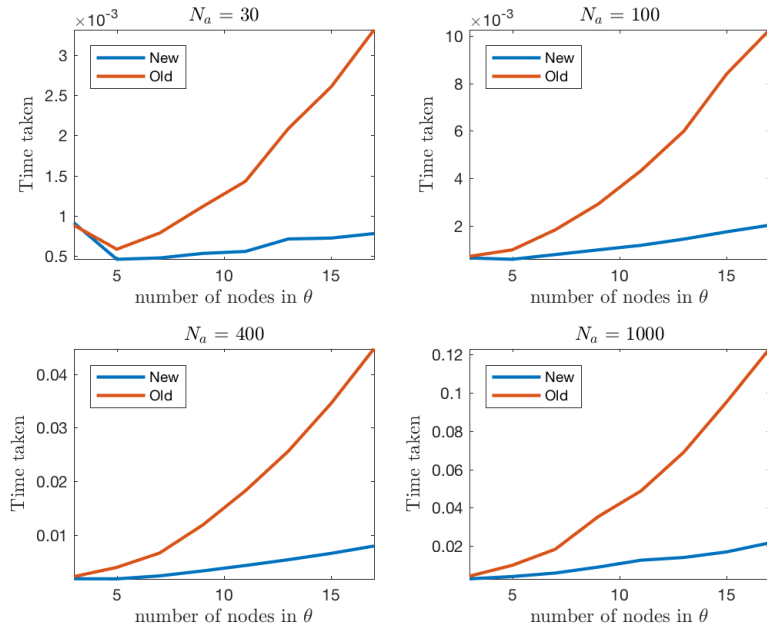 ×10⁻³
N_a = 30
3
2.5
2
1.5
1
0.5
Time taken
New
Old
5
10
15
number of nodes in θ
×10⁻³
N_a = 100
10
8
6
4
2
Time taken
New
Old
5
10
15
number of nodes in θ
N_a = 400
0.04
0.03
0.02
0.01
Time taken
New
Old
5
10
15
number of nodes in θ
N_a = 1000
0.12
0.1
0.08
0.06
0.04
0.02
Time taken
New
Old
5
10
15
number of nodes in θ